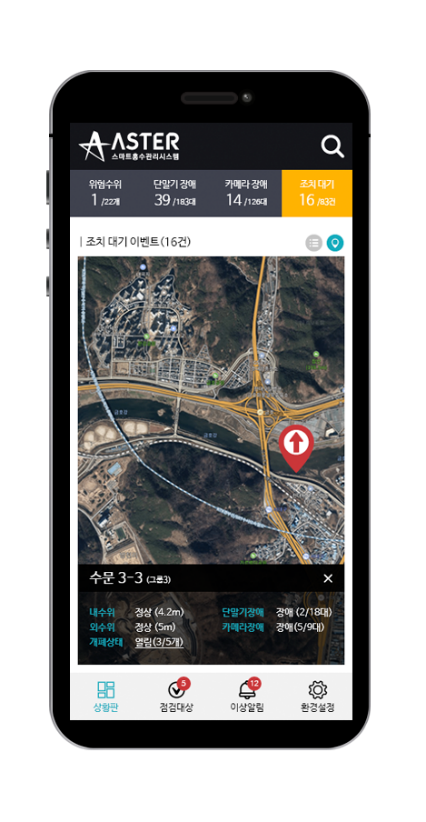 ASTER
스마트홍수관리시스템
위험수위 단말기 장애 카메라 장애 조치 대기
1 /22개 39 /183대 14 /126대 16 /83건
조치 대기 이벤트 (16건)
금호강
금호강
수문 3-3 (그룹3) ×
내수위 정상 (4.2m) 단말기장애 장애 (2/18대)
외수위 정상 (5m) 카메라장애 장애(5/9대)
개폐상태 열림(3/5개)
5 12
상황판 점검대상 이상알림 환경설정